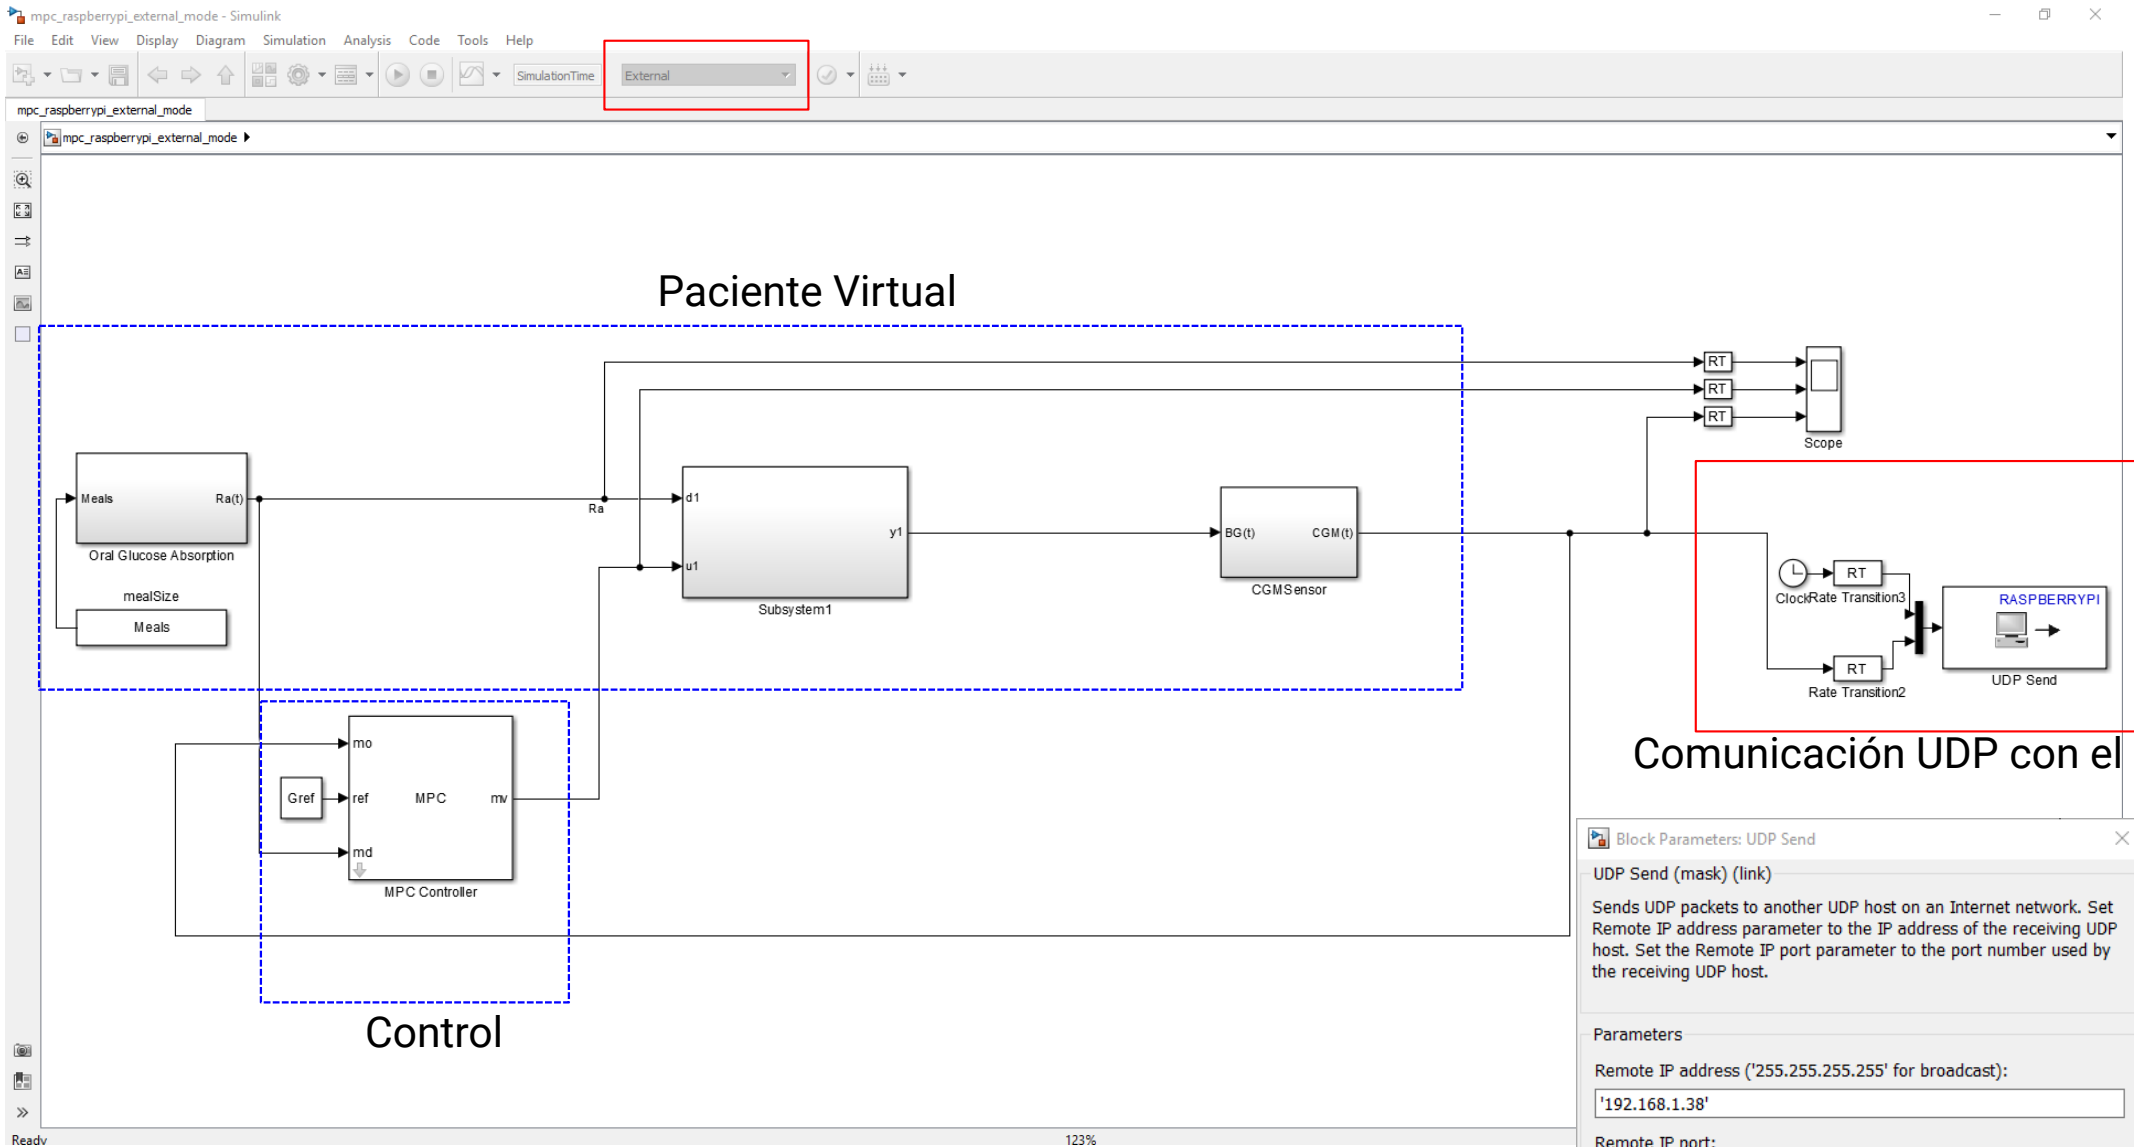 mpc_raspberrypi_external_mode - Simulink
File Edit View Display Diagram Simulation Analysis Code Tools Help
SimulationTime
External
mpc_raspberrypi_external_mode
mpc_raspberrypi_external_mode
Paciente Virtual
RT
RT
RT
Scope
Meals
Ra(t)
Oral Glucose Absorption
Ra
d1
u1
y1
Subsystem1
BG(t)
CGM(t)
CGMSensor
mealSize
Meals
Clock
RT
Rate Transition3
RT
Rate Transition2
RASPBERRYPI
UDP Send
Comunicación UDP con el
mo
Gref
ref
MPC
mv
md
MPC Controller
Control
Block Parameters: UDP Send
UDP Send (mask) (link)
Sends UDP packets to another UDP host on an Internet network. Set
Remote IP address parameter to the IP address of the receiving UDP
host. Set the Remote IP port parameter to the port number used by
the receiving UDP host.
Parameters
Remote IP address ('255.255.255.255' for broadcast):
'192.168.1.38'
Remote IP port:
Ready
123%